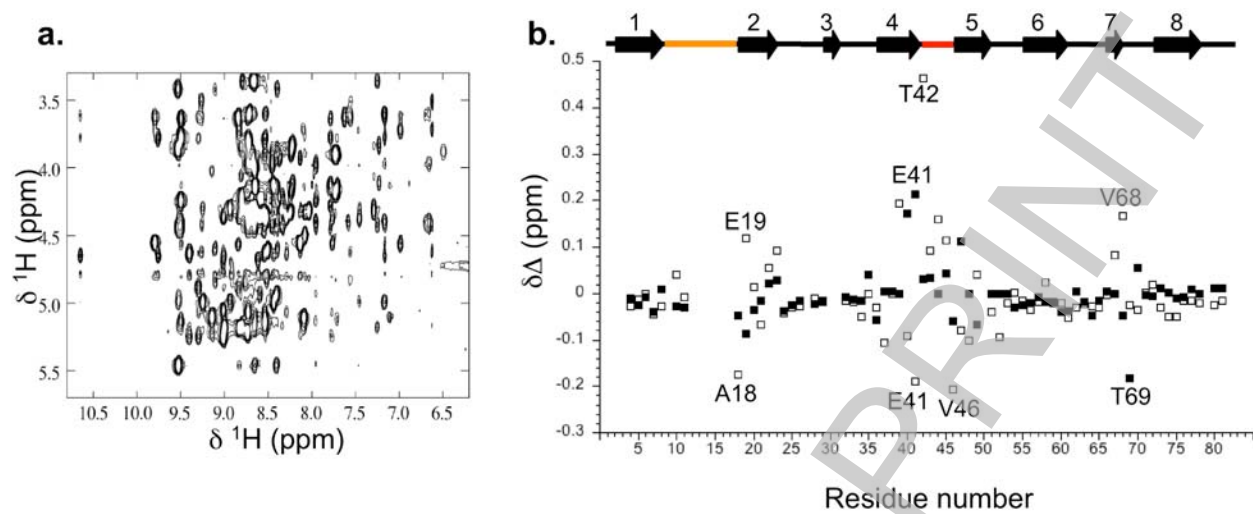 a.
3.5
4.0
4.5
5.0
5.5
δ ¹H (ppm)
10.5 10.0 9.5 9.0 8.5 8.0 7.5 7.0 6.5
δ ¹H (ppm)
b.
1 2 3 4 5 6 7 8
0.5
0.4
0.3
0.2
0.1
0
-0.1
-0.2
-0.3
δΔ (ppm)
T42
E41
V68
E19
A18
E41
V46
T69
5 10 15 20 25 30 35 40 45 50 55 60 65 70 75 80
Residue number
PRINT